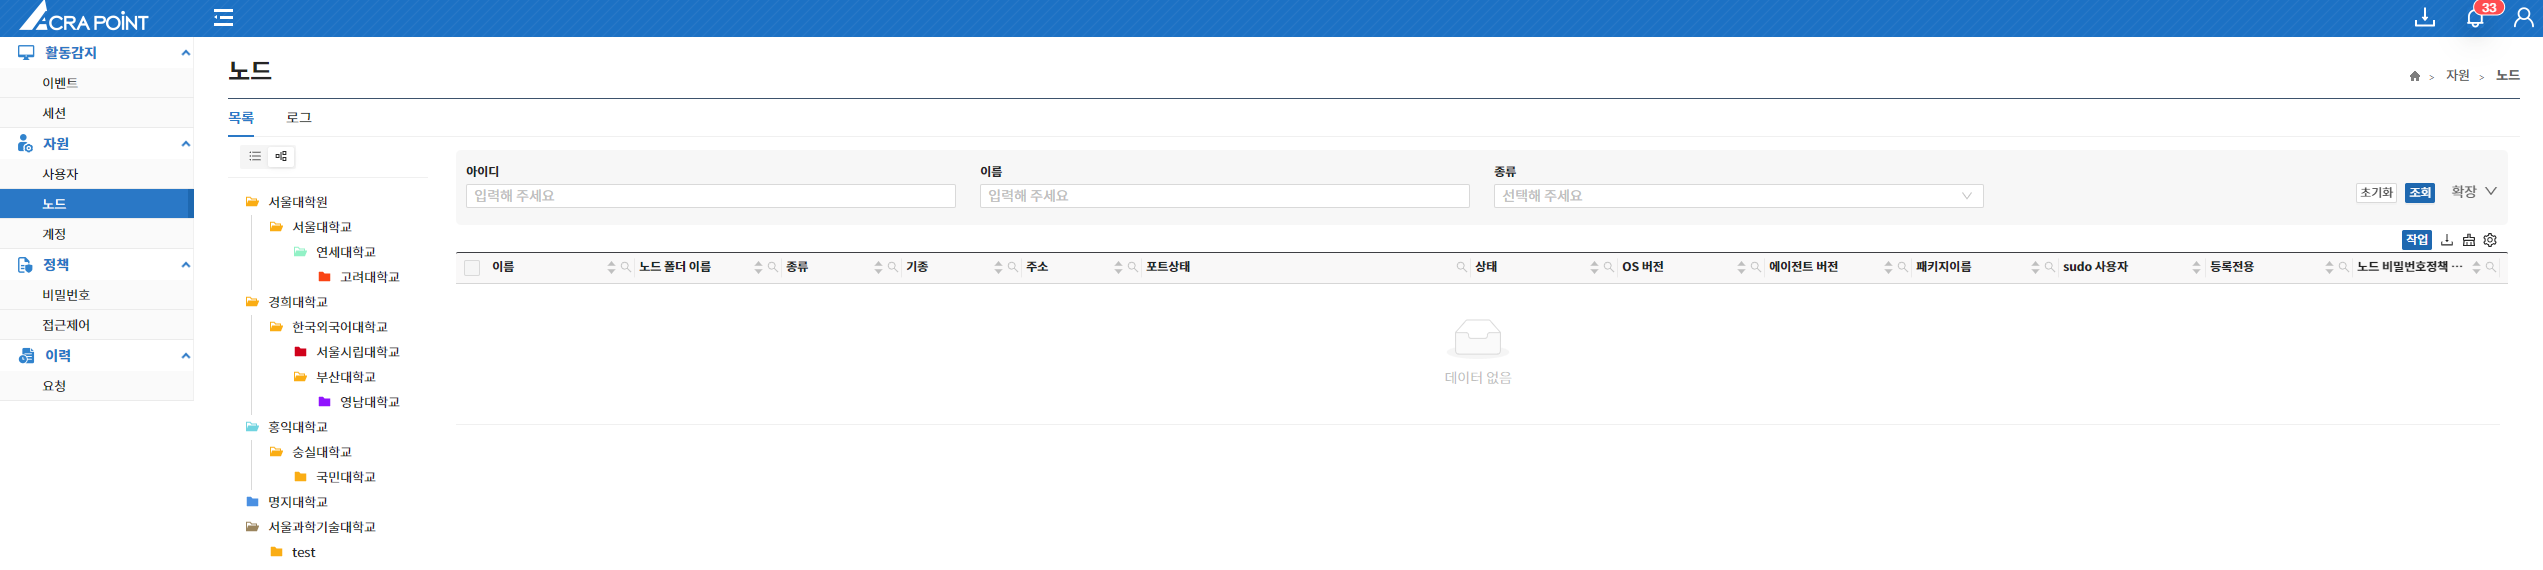 ACRA POINT
33
활동감지
이벤트
세션
자원
사용자
노드
계정
정책
비밀번호
접근제어
이력
요청
노드
> 자원 > 노드
목록 로그
서울대학원
서울대학교
연세대학교
고려대학교
경희대학교
한국외국어대학교
서울시립대학교
부산대학교
영남대학교
홍익대학교
숭실대학교
국민대학교
명지대학교
서울과학기술대학교
test
아이디 이름 종류
입력해 주세요 입력해 주세요 선택해 주세요 초기화 조회 확장
작업
이름 노드 폴더 이름 종류 기종 주소 포트상태 상태 OS 버전 에이전트 버전 패키지이름 sudo 사용자 등록전용 노드 비밀번호정책 ...
데이터 없음